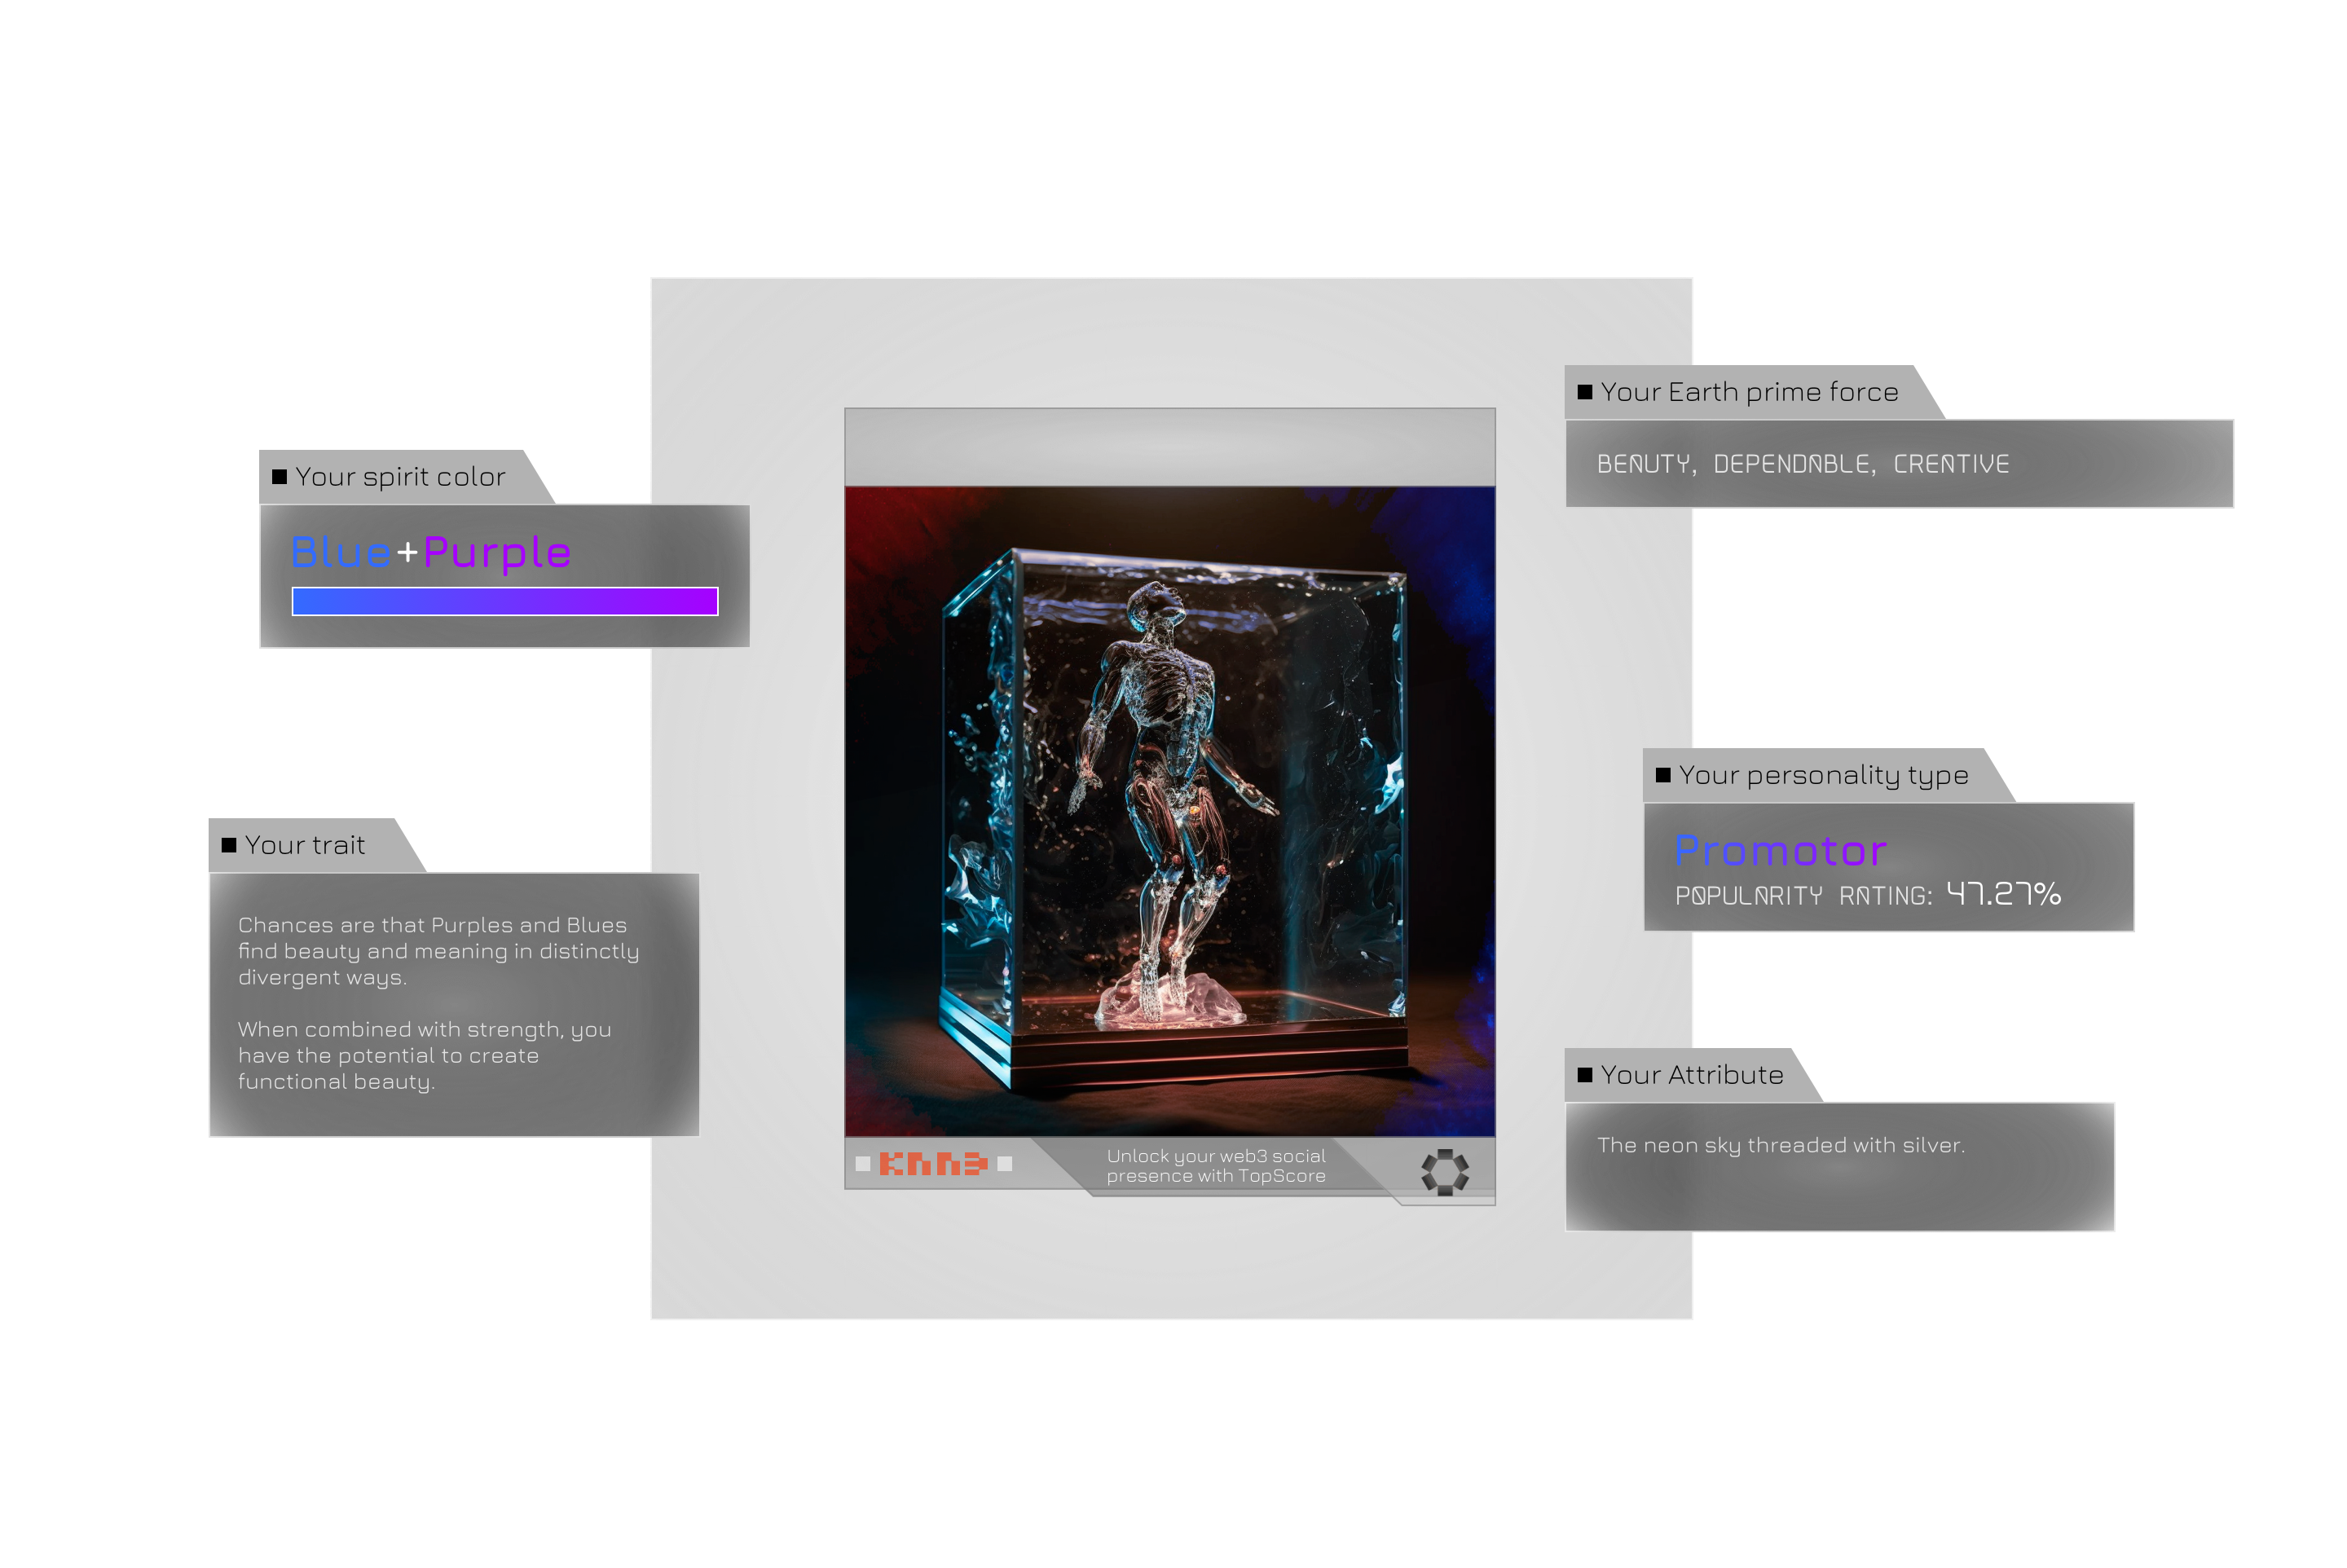 Your spirit color
Blue+Purple
Your trait
Chances are that Purples and Blues
find beauty and meaning in distinctly
divergent ways.
When combined with strength, you
have the potential to create
functional beauty.
KNN3
Unlock your web3 social
presence with TopScore
Your Earth prime force
BEAUTY, DEPENDABLE, CREATIVE
Your personality type
Promotor
POPULARITY RATING: 47.27%
Your Attribute
The neon sky threaded with silver.